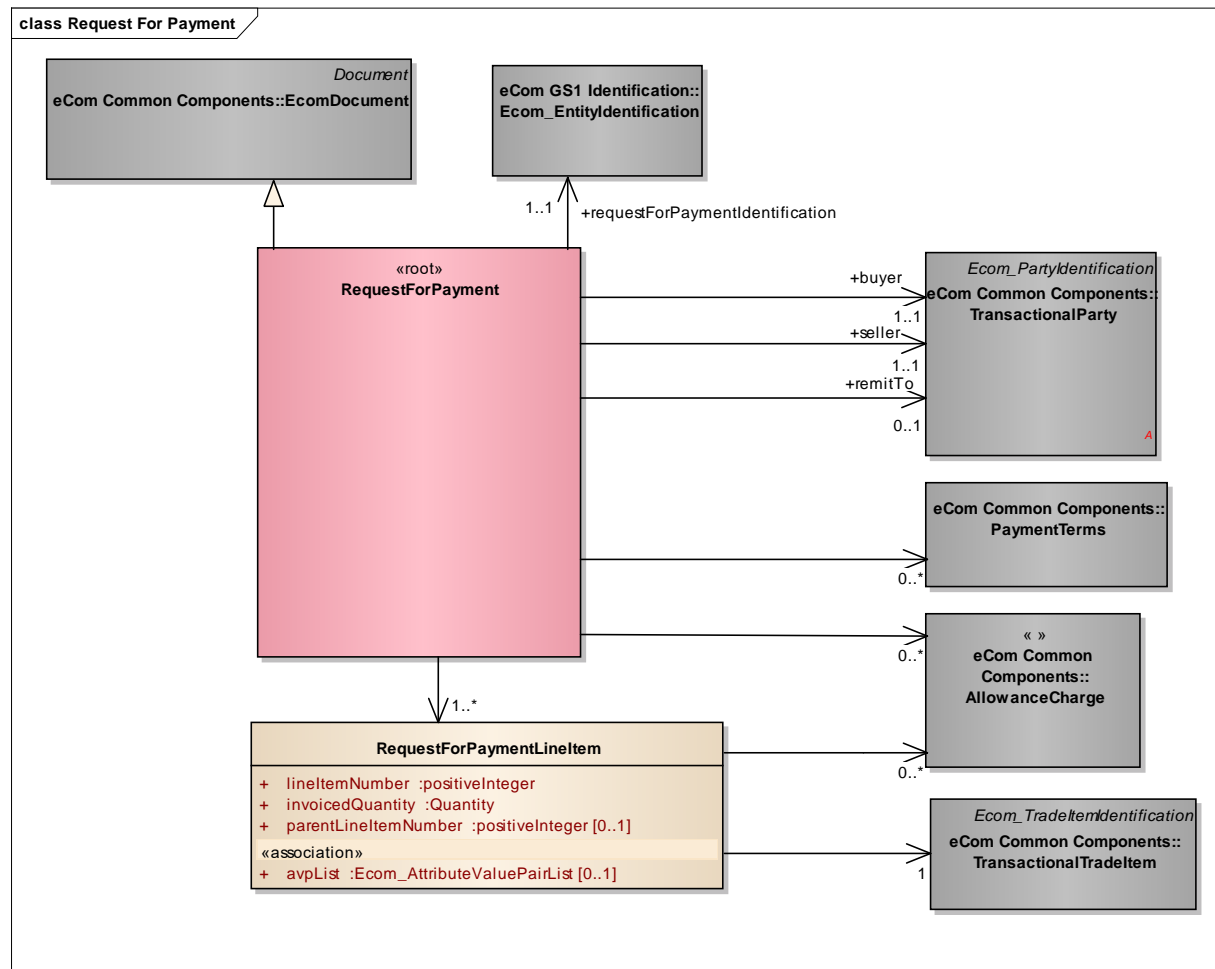 class Request For Payment
Document
eCom Common Components::EcomDocument
eCom GS1 Identification::
Ecom_EntityIdentification
1..1
+requestForPaymentIdentification
«root»
RequestForPayment
Ecom_PartyIdentification
eCom Common Components::
TransactionalParty
A
+buyer
1..1
+seller
1..1
+remitTo
0..1
eCom Common Components::
PaymentTerms
0..*
« »
eCom Common
Components::
AllowanceCharge
0..*
0..*
1..*
RequestForPaymentLineItem
+ lineItemNumber :positiveInteger
+ invoicedQuantity :Quantity
+ parentLineItemNumber :positiveInteger [0..1]
«association»
+ avpList :Ecom_AttributeValuePairList [0..1]
Ecom_TradeItemIdentification
eCom Common Components::
TransactionalTradeItem
1